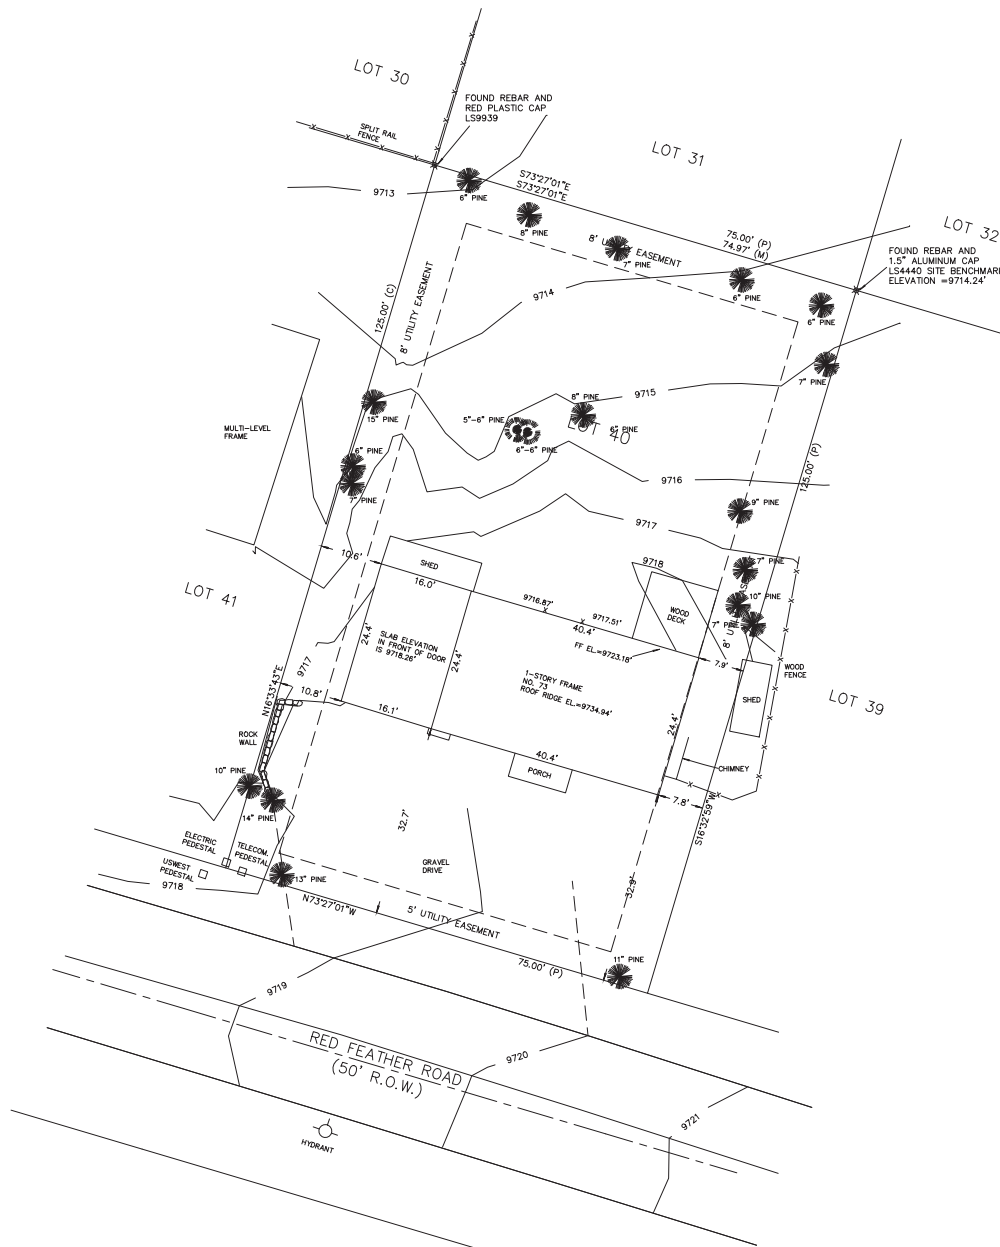 LOT 30
FOUND REBAR AND
RED PLASTIC CAP
LS9939
SPLIT RAIL
FENCE
LOT 31
S73°27'01"E
S73°27'01"E
9713
6" PINE
8" PINE
LOT 32
75.00' (P)
74.97' (M)
FOUND REBAR AND
1.5" ALUMINUM CAP
LS4440 SITE BENCHMAR
ELEVATION =9714.24'
8' UTILITY EASEMENT
7" PINE
6" PINE
6" PINE
8' UTILITY EASEMENT
125.00' (C)
9714
7" PINE
9715
8" PINE
15" PINE
5"-6" PINE
6" PINE
LOT 40
6"-6" PINE
MULTI-LEVEL
FRAME
6" PINE
7" PINE
9716
125.00' (P)
9" PINE
9717
10.6'
SHED
16.0'
9718
7" PINE
10" PINE
7" PINE
8' U
LOT 41
9716.87'
9717.51'
40.4'
WOOD
DECK
24.4'
SLAB ELEVATION
IN FRONT OF DOOR
IS 9718.26'
24.4'
FF EL.=9723.18'
7.9'
WOOD
FENCE
9717
N16°33'43"E
10.8'
16.1'
1-STORY FRAME
NO. 73
ROOF RIDGE EL.=9734.94'
SHED
LOT 39
24.4'
ROCK
WALL
40.4'
PORCH
CHIMNEY
10" PINE
14" PINE
7.8'
S16°32'59"W
32.7'
ELECTRIC
PEDESTAL
TELECOM.
PEDESTAL
USWEST
PEDESTAL
9718
13" PINE
GRAVEL
DRIVE
32.9'
N73°27'01"W
5' UTILITY EASEMENT
75.00' (P)
11" PINE
9719
RED FEATHER ROAD
(50' R.O.W.)
9720
9721
HYDRANT